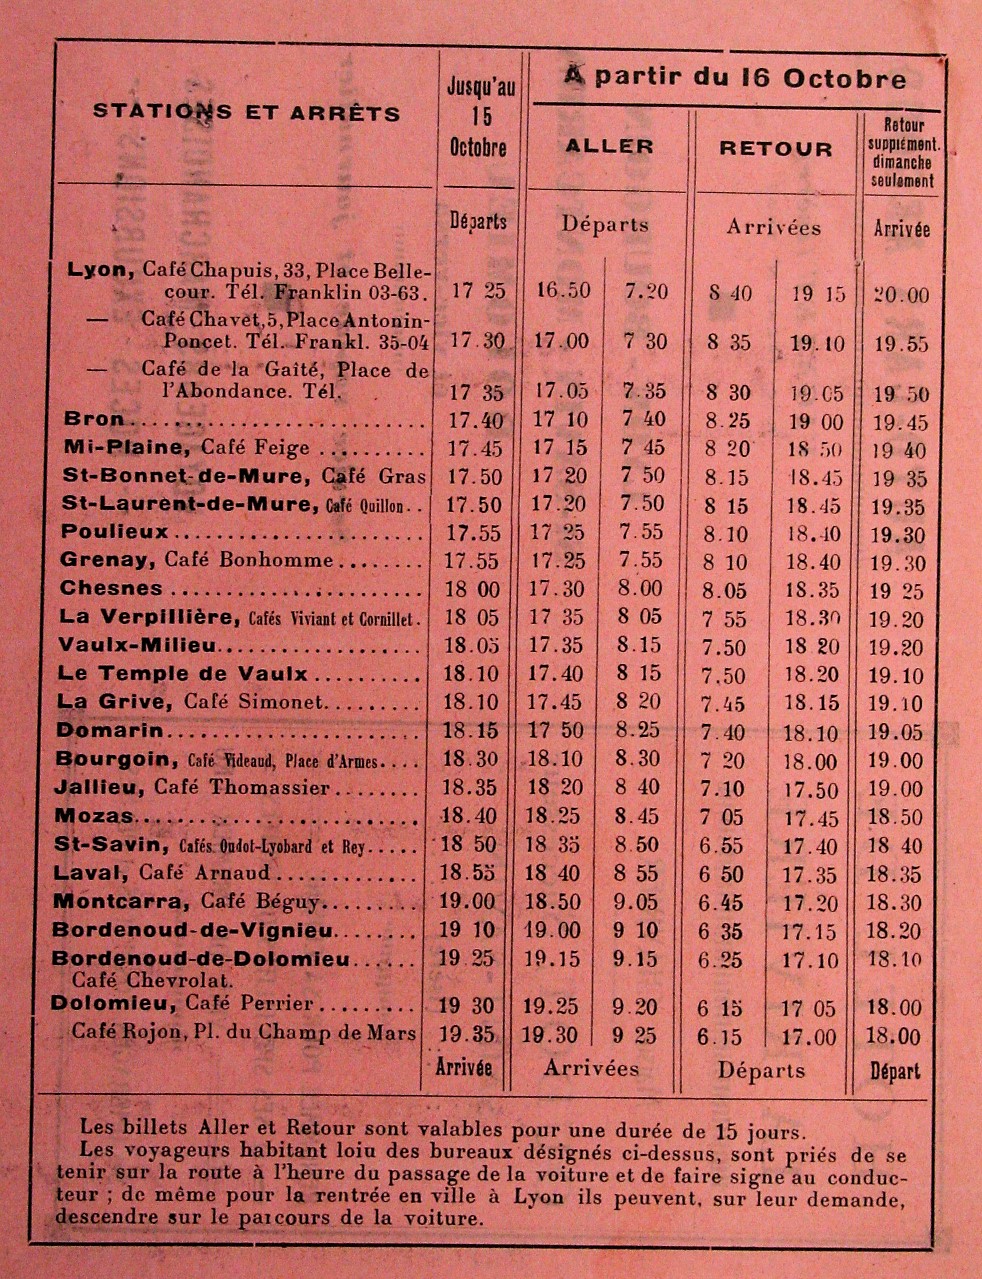 STATIONS ET ARRÊTS
Jusqu'au
15
Octobre
A partir du 16 Octobre
ALLER
RETOUR
Retour
supplément.
dimanche
seulement
Départs Départs Arrivées Arrivée
Lyon, Café Chapuis, 33, Place Belle-
cour. Tél. Franklin 03-63. 17 25 16.50 7.20 8 40 19 15 20.00
— Café Chavet, 5, Place Antonin-
Poncet. Tél. Frankl. 35-04 17.30 17.00 7 30 8 35 19.10 19.55
— Café de la Gaîté, Place de
l'Abondance. Tél. 17 35 17.05 7.35 8 30 19.05 19 50
Bron 17.40 17 10 7 40 8.25 19 00 19.45
Mi-Plaine, Café Feige 17.45 17 15 7 45 8 20 18 50 19 40
St-Bonnet-de-Mure, Café Gras 17.50 17 20 7 50 8.15 18.45 19 35
St-Laurent-de-Mure, Café Quillon 17.50 17.20 7.50 8 15 18.45 19.35
Poulieux 17.55 17 25 7.55 8.10 18.40 19.30
Grenay, Café Bonhomme 17.55 17.25 7.55 8 10 18.40 19.30
Chesnes 18 00 17.30 8.00 8.05 18.35 19 25
La Verpillière, Cafés Viviant et Cornillet. 18 05 17 35 8 05 7 55 18.30 19.20
Vaulx-Milieu 18.05 17.35 8.15 7.50 18 20 19.20
Le Temple de Vaulx 18.10 17.40 8 15 7.50 18.20 19.10
La Grive, Café Simonet 18.10 17.45 8 20 7.45 18.15 19.10
Domarin 18.15 17 50 8.25 7.40 18.10 19.05
Bourgoin, Café Videaud, Place d'Armes 18.30 18.10 8.30 7 20 18.00 19.00
Jallieu, Café Thomassier 18.35 18 20 8 40 7.10 17.50 19.00
Mozas 18.40 18.25 8.45 7 05 17.45 18.50
St-Savin, Cafés Oudot-Lyobard et Rey 18 50 18 35 8.50 6.55 17.40 18 40
Laval, Café Arnaud 18.55 18 40 8 55 6 50 17.35 18.35
Montcarra, Café Béguy 19.00 18.50 9.05 6.45 17.20 18.30
Bordenoud-de-Vignieu 19 10 19.00 9 10 6 35 17.15 18.20
Bordenoud-de-Dolomieu 19 25 19.15 9.15 6.25 17.10 18.10
Café Chevrolat.
Dolomieu, Café Perrier 19 30 19.25 9.20 6 15 17 05 18.00
Café Rojon, Pl. du Champ de Mars 19.35 19.30 9 25 6.15 17.00 18.00
Arrivée Arrivées Départs Départ
Les billets Aller et Retour sont valables pour une durée de 15 jours.
Les voyageurs habitant loiu des bureaux désignés ci-dessus, sont priés de se
tenir sur la route à l'heure du passage de la voiture et de faire signe au conduc-
teur ; de même pour la rentrée en ville à Lyon ils peuvent, sur leur demande,
descendre sur le parcours de la voiture.